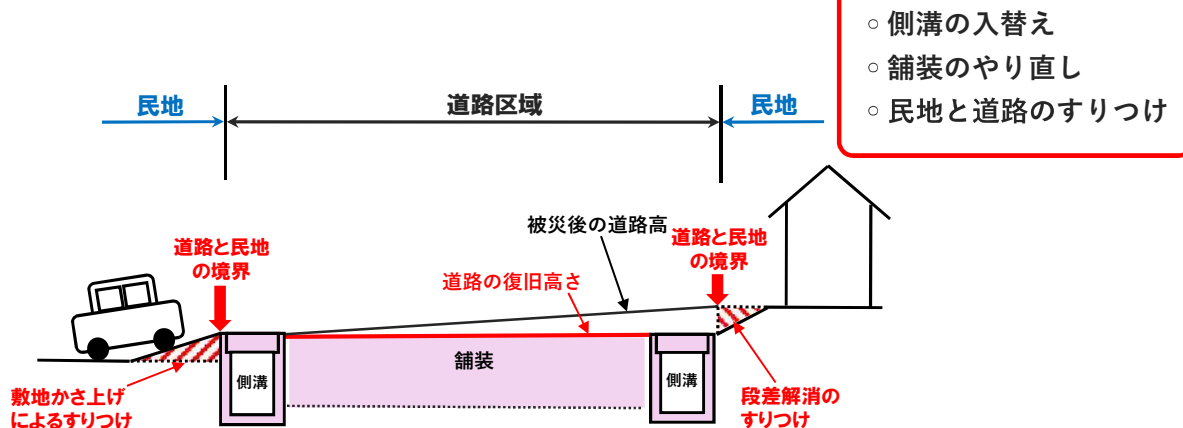 ◦ 側溝の入替え
◦ 舗装のやり直し
◦ 民地と道路のすりつけ
民地
道路区域
民地
被災後の道路高
道路と民地
の境界
道路と民地
の境界
道路の復旧高さ
舗装
側溝
側溝
敷地かさ上げ
によるすりつけ
段差解消の
すりつけ